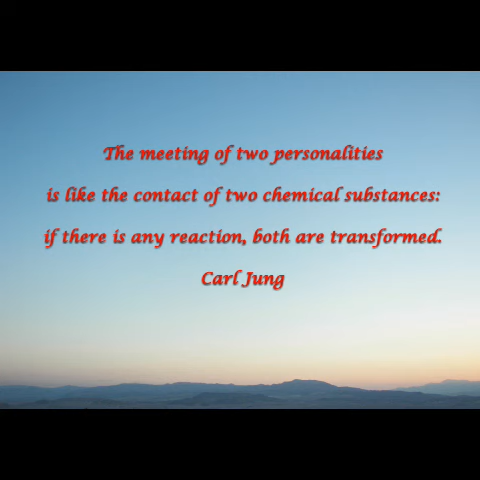 The meeting of two personalities
is like the contact of two chemical substances:
if there is any reaction, both are transformed.
Carl Jung